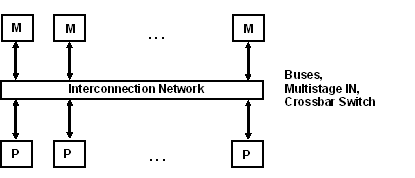 M M ... M
Interconnection Network
Buses,
Multistage IN,
Crossbar Switch
P P ... P